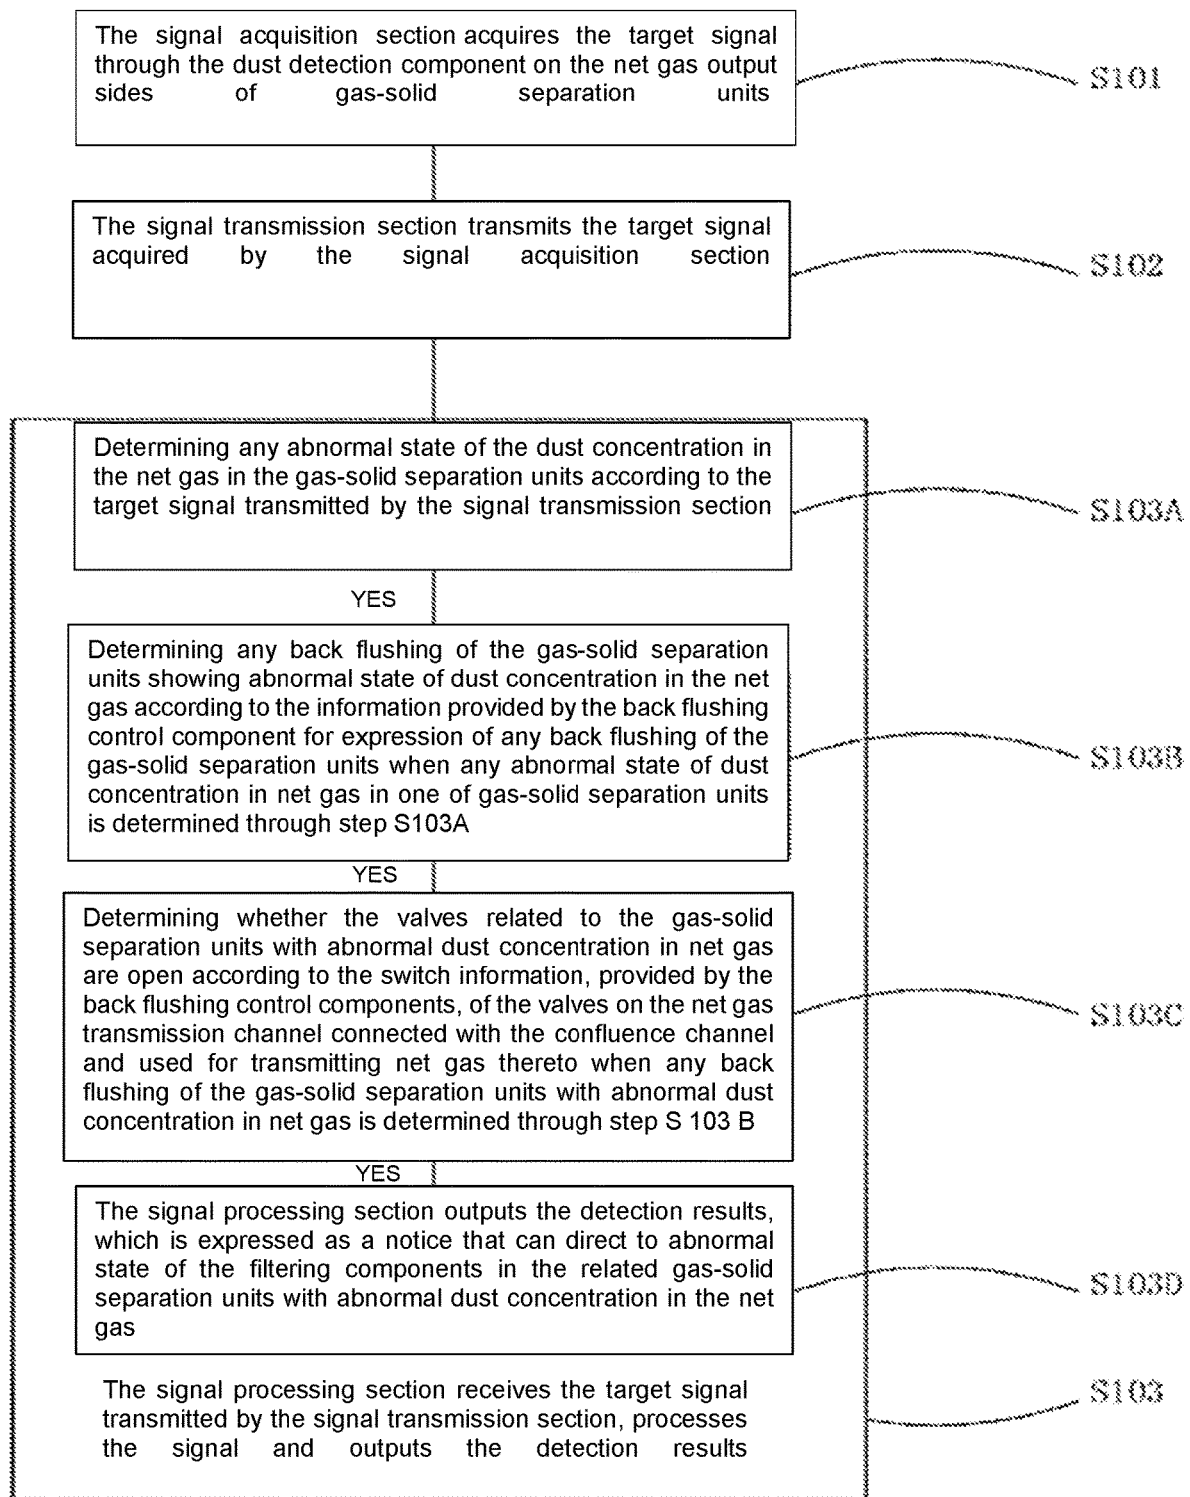 The signal acquisition section acquires the target signal
through the dust detection component on the net gas output
sides of gas-solid separation units
S101
The signal transmission section transmits the target signal
acquired by the signal acquisition section
S102
Determining any abnormal state of the dust concentration in
the net gas in the gas-solid separation units according to the
target signal transmitted by the signal transmission section
S103A
YES
Determining any back flushing of the gas-solid separation
units showing abnormal state of dust concentration in the net
gas according to the information provided by the back flushing
control component for expression of any back flushing of the
gas-solid separation units when any abnormal state of dust
concentration in net gas in one of gas-solid separation units
is determined through step S103A
S103B
YES
Determining whether the valves related to the gas-solid
separation units with abnormal dust concentration in net gas
are open according to the switch information, provided by the
back flushing control components, of the valves on the net gas
transmission channel connected with the confluence channel
and used for transmitting net gas thereto when any back
flushing of the gas-solid separation units with abnormal dust
concentration in net gas is determined through step S 103 B
S103C
YES
The signal processing section outputs the detection results,
which is expressed as a notice that can direct to abnormal
state of the filtering components in the related gas-solid
separation units with abnormal dust concentration in the net
gas
S103D
The signal processing section receives the target signal
transmitted by the signal transmission section, processes
the signal and outputs the detection results
S103